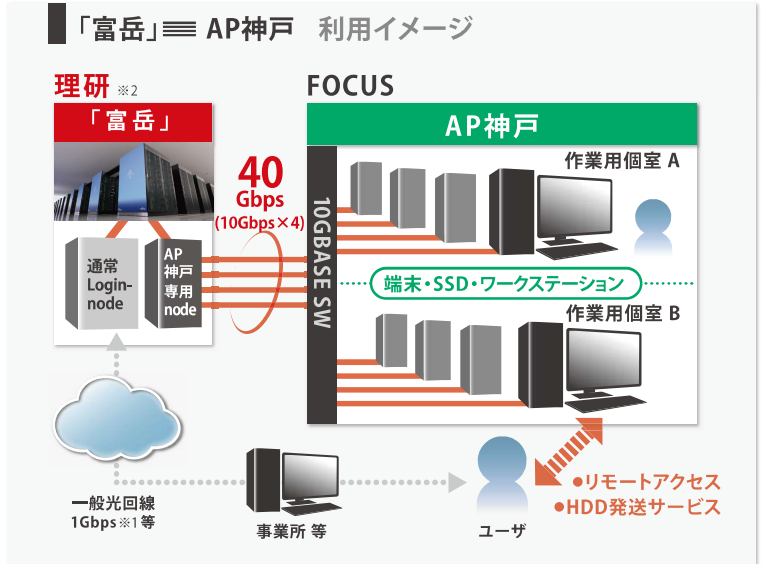 「富岳」 AP神戸 利用イメージ
理研 ※2
「富岳」
FOCUS
AP神戸
40
Gbps
(10Gbps×4)
通常
Login-
node
AP
神戸
専用
node
10GBASE SW
作業用個室 A
端末・SSD・ワークステーション
作業用個室 B
一般光回線
1Gbps※1等
事業所 等
ユーザ
●リモートアクセス
●HDD発送サービス